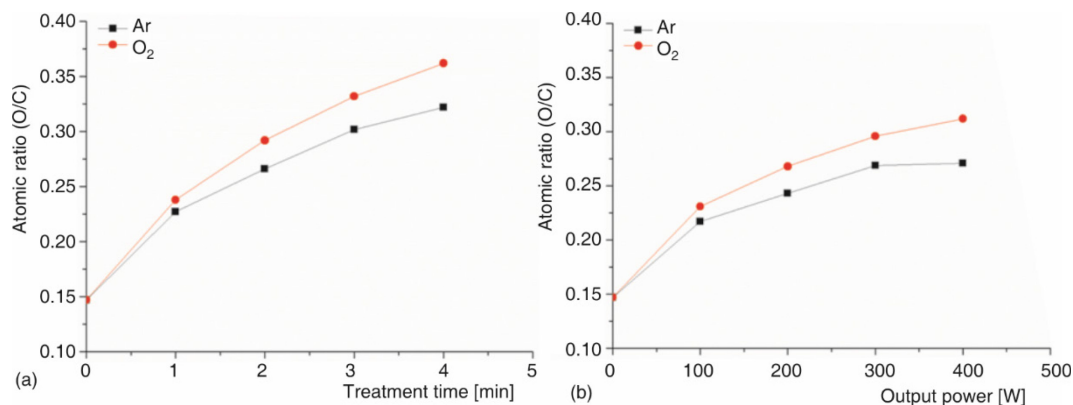 Ar
O2
Atomic ratio (O/C)
0.40
0.35
0.30
0.25
0.20
0.15
0.10
0 1 2 3 4 5
Treatment time [min]
(a)
Ar
O2
Atomic ratio (O/C)
0.40
0.35
0.30
0.25
0.20
0.15
0.10
0 100 200 300 400 500
Output power [W]
(b)